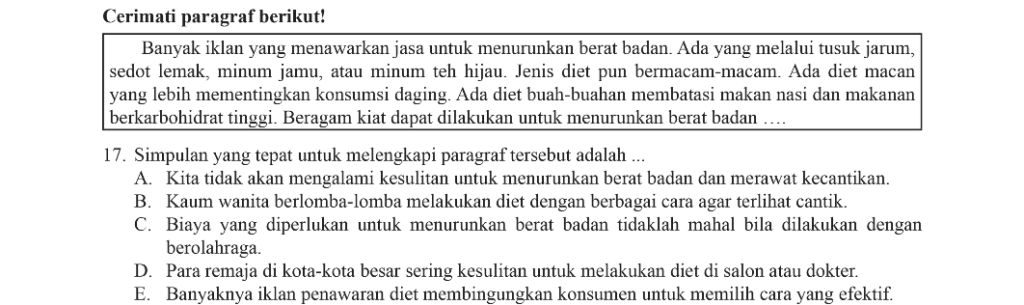 Cerimati paragraf berikut!
Banyak iklan yang menawarkan jasa untuk menurunkan berat badan. Ada yang melalui tusuk jarum,
sedot lemak, minum jamu, atau minum teh hijau. Jenis diet pun bermacam-macam. Ada diet macan
yang lebih mementingkan konsumsi daging. Ada diet buah-buahan membatasi makan nasi dan makanan
berkarbohidrat tinggi. Beragam kiat dapat dilakukan untuk menurunkan berat badan ….
17. Simpulan yang tepat untuk melengkapi paragraf tersebut adalah ...
A. Kita tidak akan mengalami kesulitan untuk menurunkan berat badan dan merawat kecantikan.
B. Kaum wanita berlomba-lomba melakukan diet dengan berbagai cara agar terlihat cantik.
C. Biaya yang diperlukan untuk menurunkan berat badan tidaklah mahal bila dilakukan dengan
berolahraga.
D. Para remaja di kota-kota besar sering kesulitan untuk melakukan diet di salon atau dokter.
E. Banyaknya iklan penawaran diet membingungkan konsumen untuk memilih cara yang efektif.